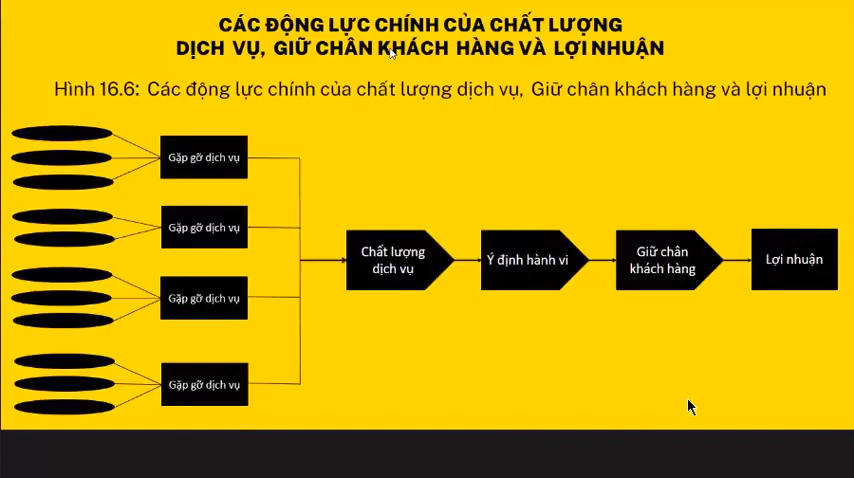 CÁC ĐỘNG LỰC CHÍNH CỦA CHẤT LƯỢNG
DỊCH VỤ, GIỮ CHÂN KHÁCH HÀNG VÀ LỢI NHUẬN
Hình 16.6: Các động lực chính của chất lượng dịch vụ, Giữ chân khách hàng và lợi nhuận
Gặp gỡ dịch vụ
Gặp gỡ dịch vụ
Gặp gỡ dịch vụ
Gặp gỡ dịch vụ
Chất lượng
dịch vụ
Ý định hành vi
Giữ chân
khách hàng
Lợi nhuận